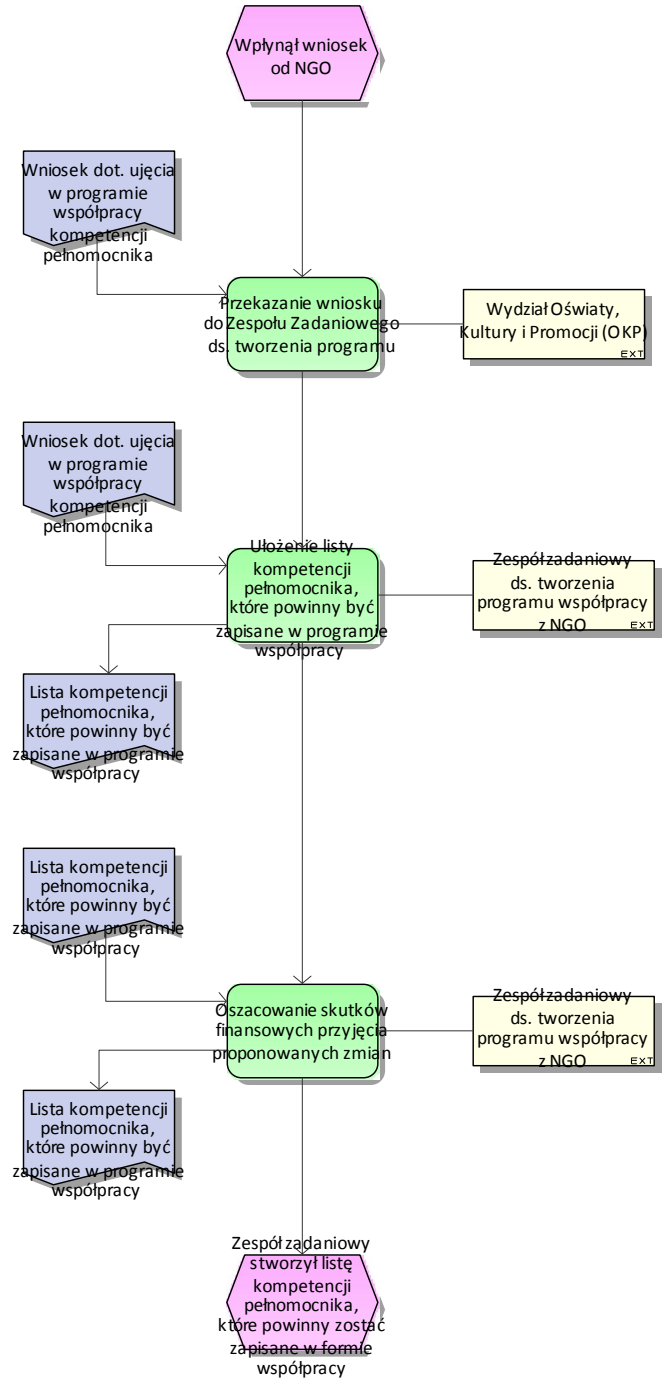 Wpłynął wniosek
od NGO
Wniosek dot. ujęcia
w programie
współpracy
kompetencji
pełnomocnika
Przekazanie wniosku
do Zespołu Zadaniowego
ds. tworzenia programu
Wydział Oświaty,
Kultury i Promocji (OKP)
EXT
Wniosek dot. ujęcia
w programie
współpracy
kompetencji
pełnomocnika
Ułożenie listy
kompetencji
pełnomocnika,
które powinny być
zapisane w programie
współpracy
Zespół zadaniowy
ds. tworzenia
programu współpracy
z NGO
EXT
Lista kompetencji
pełnomocnika,
które powinny być
zapisane w programie
współpracy
Lista kompetencji
pełnomocnika,
które powinny być
zapisane w programie
współpracy
Oszacowanie skutków
finansowych przyjęcia
proponowanych zmian
Zespół zadaniowy
ds. tworzenia
programu współpracy
z NGO
EXT
Lista kompetencji
pełnomocnika,
które powinny być
zapisane w programie
współpracy
Zespół zadaniowy
stworzył listę
kompetencji
pełnomocnika,
które powinny zostać
zapisane w formie
współpracy